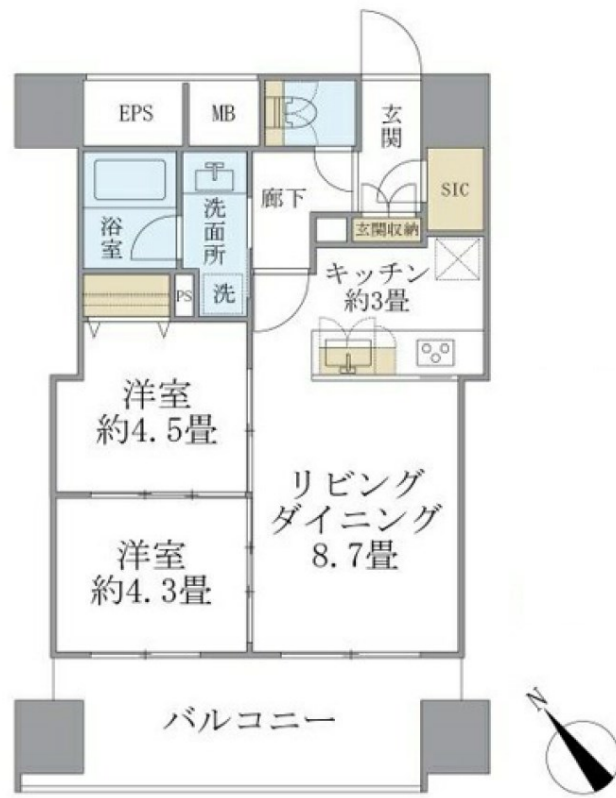 EPS
MB
玄関
SIC
浴室
洗面所
廊下
玄関収納
洗
PS
キッチン
約3畳
洋室
約4.5畳
リビング
ダイニング
8.7畳
洋室
約4.3畳
バルコニー
N